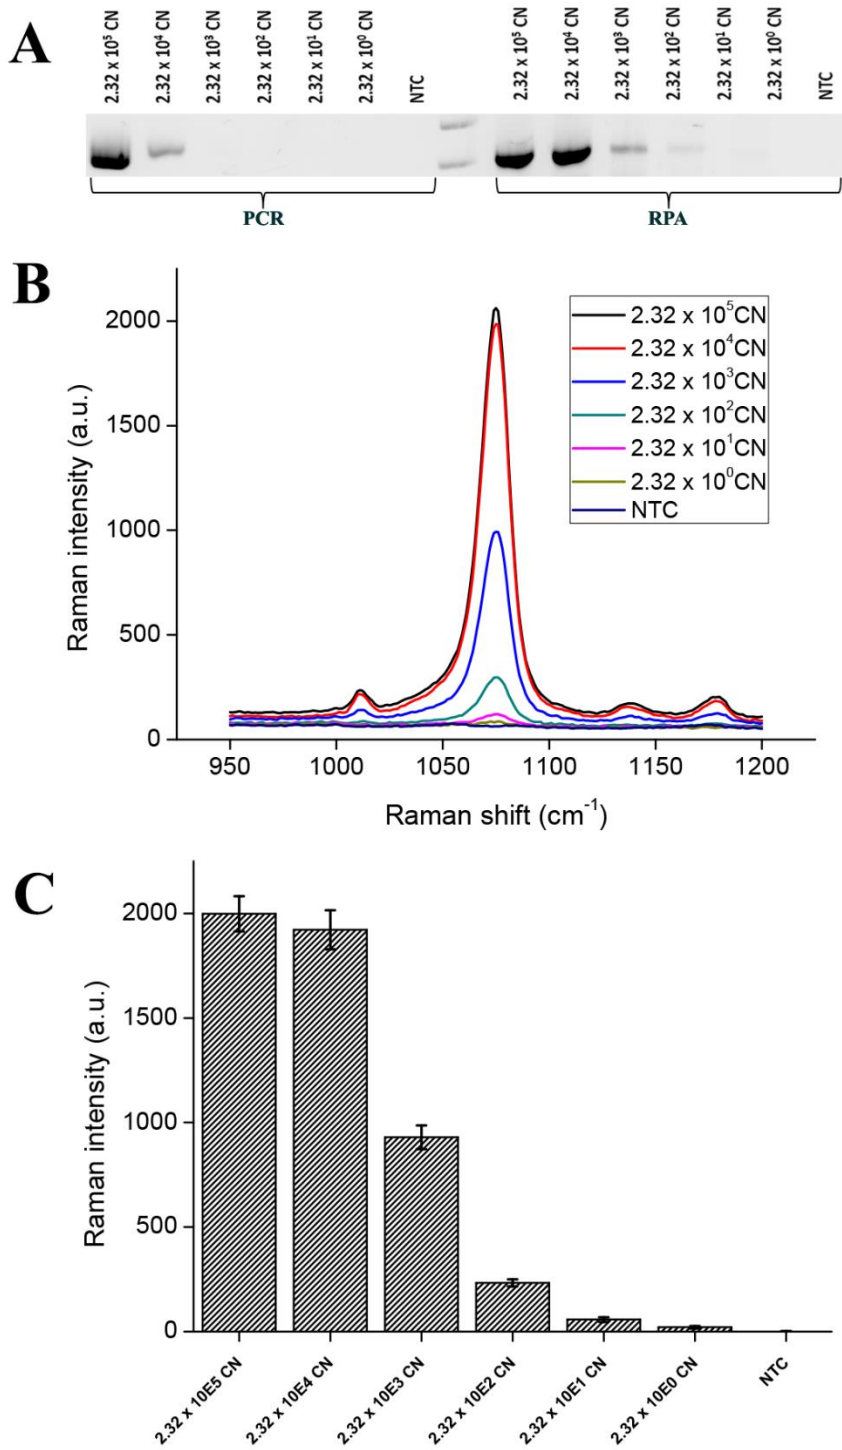 A
2.32 x 10⁵ CN
2.32 x 10⁴ CN
2.32 x 10³ CN
2.32 x 10² CN
2.32 x 10¹ CN
2.32 x 10⁰ CN
NTC
2.32 x 10⁵ CN
2.32 x 10⁴ CN
2.32 x 10³ CN
2.32 x 10² CN
2.32 x 10¹ CN
2.32 x 10⁰ CN
NTC
PCR
RPA
B
Raman intensity (a.u.)
2000
1500
1000
500
0
2.32 x 10⁵CN
2.32 x 10⁴CN
2.32 x 10³CN
2.32 x 10²CN
2.32 x 10¹CN
2.32 x 10⁰CN
NTC
950 1000 1050 1100 1150 1200
Raman shift (cm⁻¹)
C
Raman intensity (a.u.)
2000
1500
1000
500
0
2.32 x 10E5 CN
2.32 x 10E4 CN
2.32 x 10E3 CN
2.32 x 10E2 CN
2.32 x 10E1 CN
2.32 x 10E0 CN
NTC